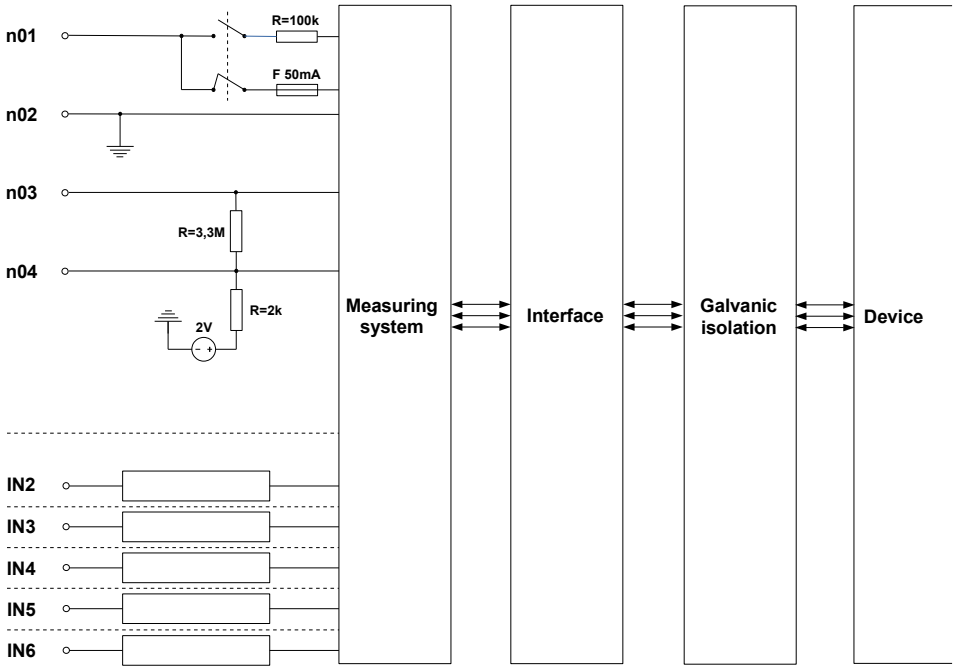 n01
R=100k
F 50mA
n02
n03
R=3,3M
n04
R=2k
2V
− +
Measuring
system
Interface
Galvanic
isolation
Device
IN2
IN3
IN4
IN5
IN6